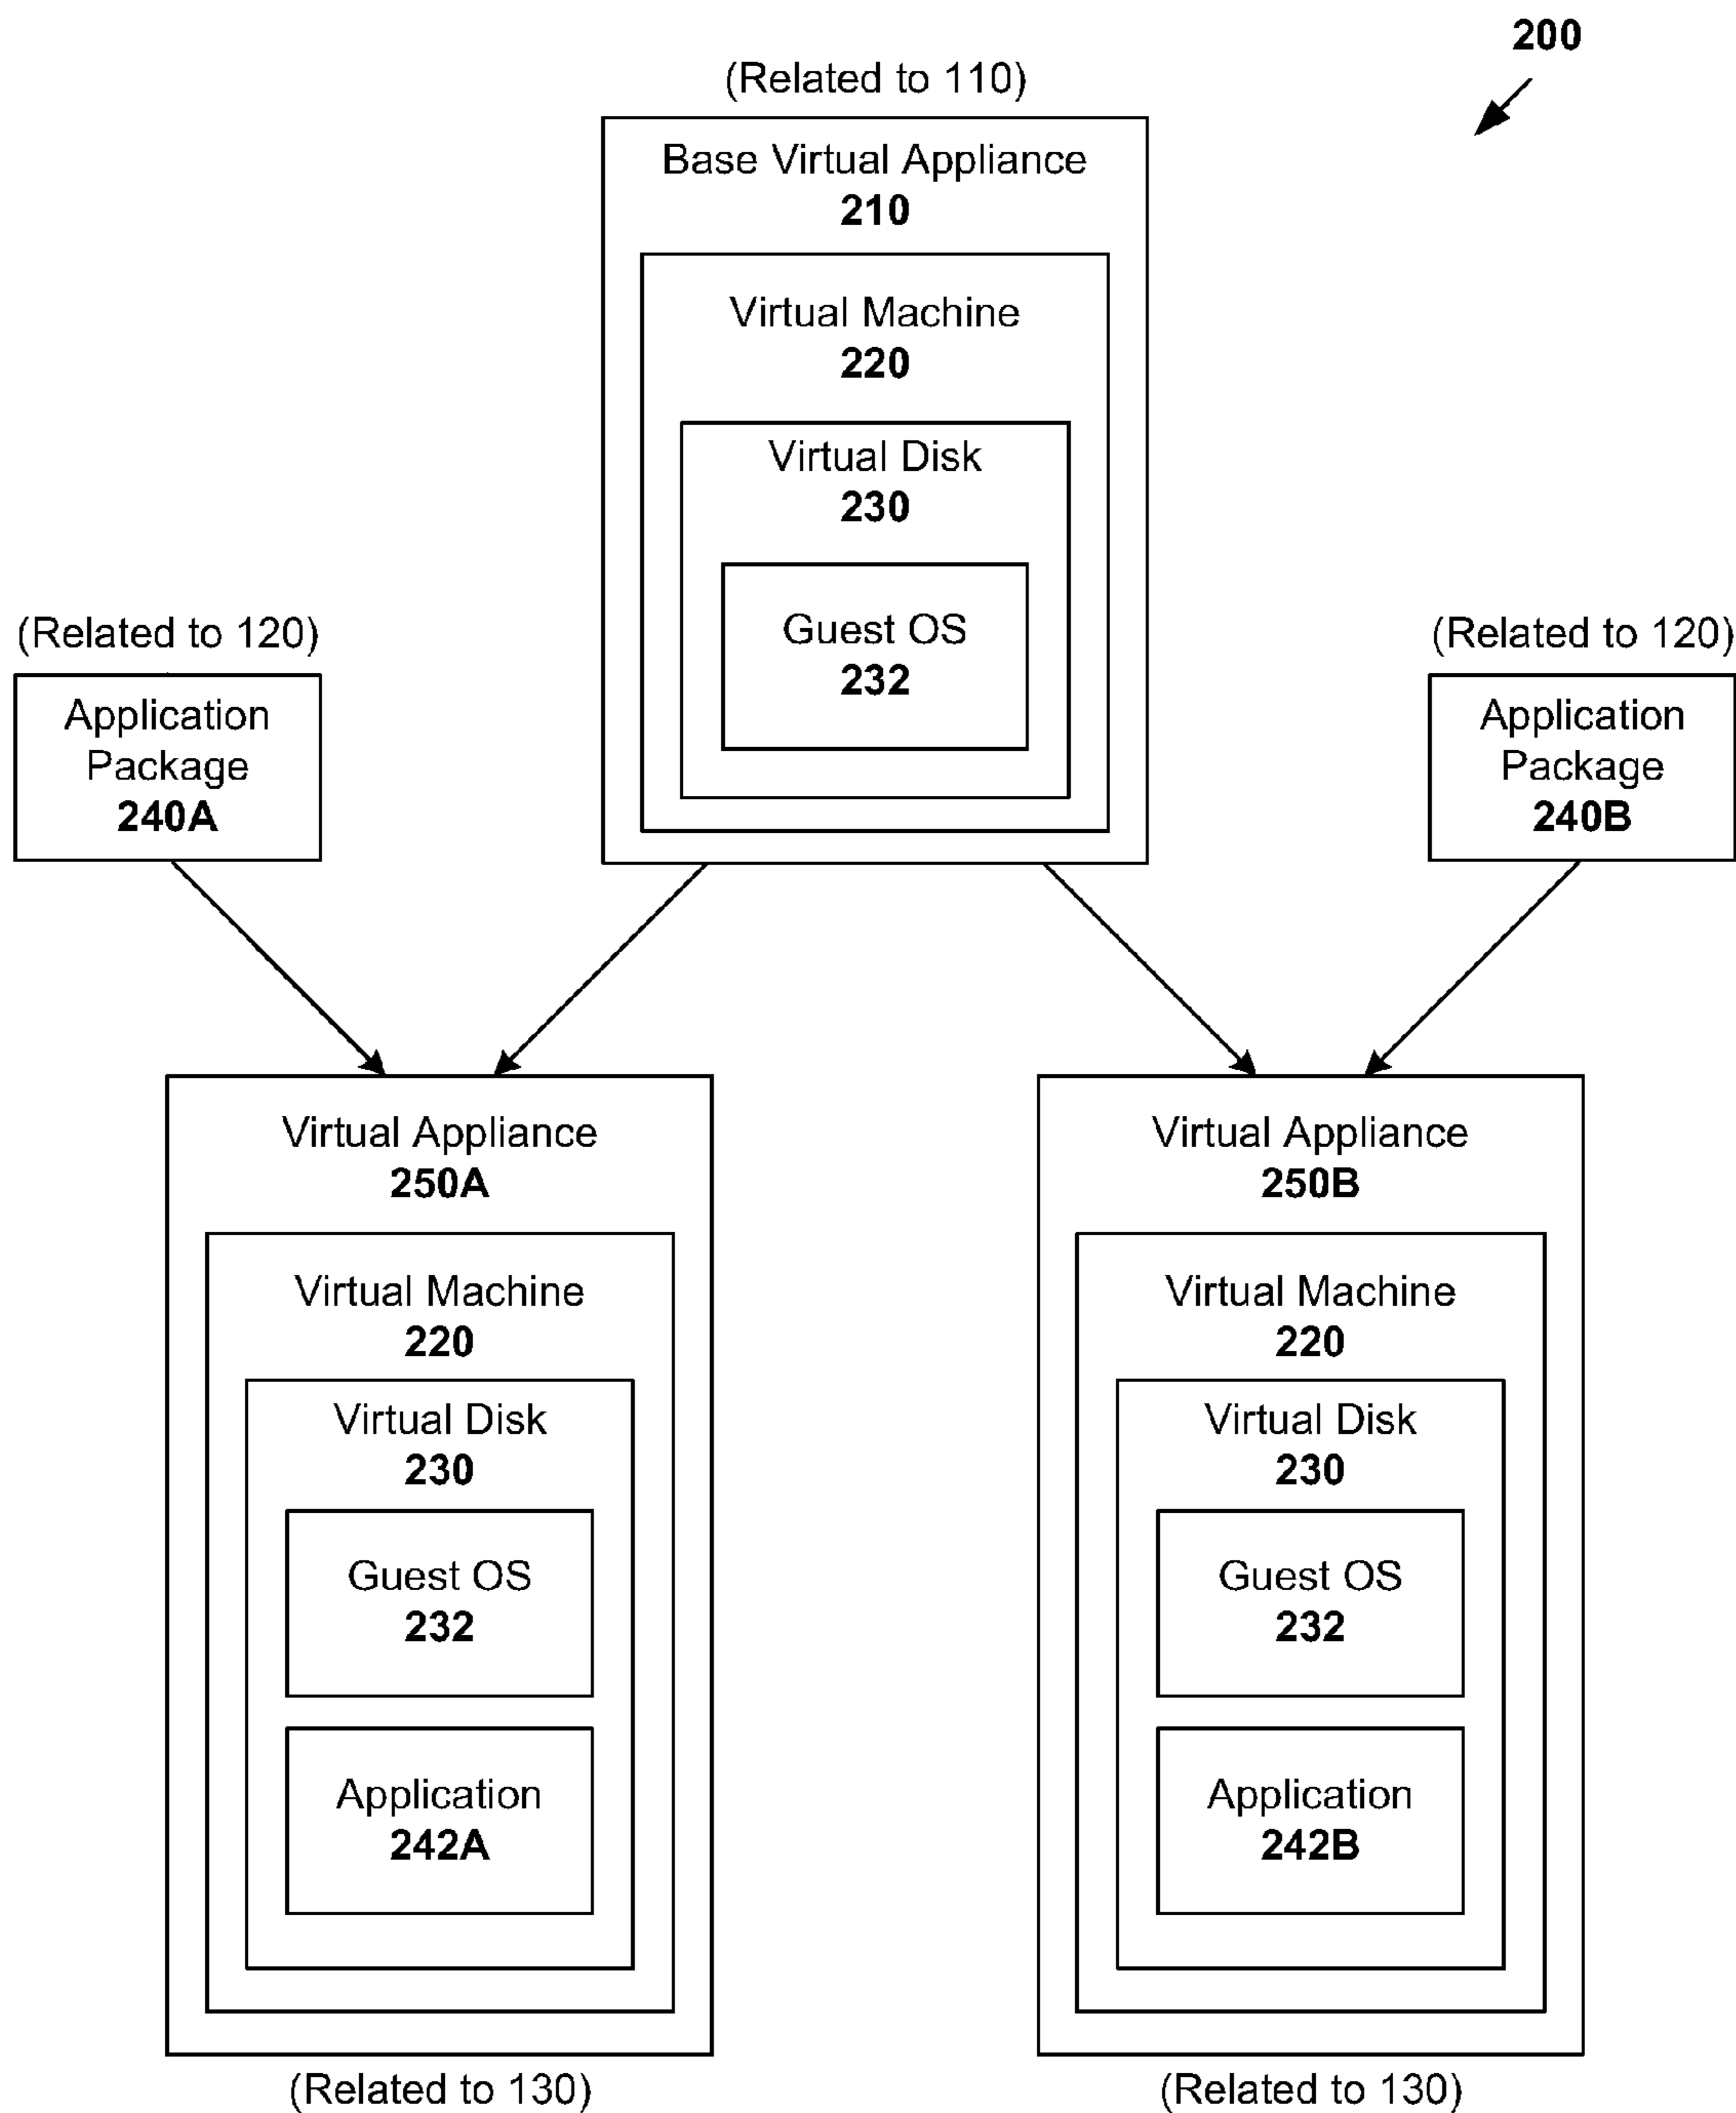 200
(Related to 110)
Base Virtual Appliance
210
Virtual Machine
220
Virtual Disk
230
Guest OS
232
(Related to 120)
Application
Package
240A
(Related to 120)
Application
Package
240B
Virtual Appliance
250A
Virtual Machine
220
Virtual Disk
230
Guest OS
232
Application
242A
(Related to 130)
Virtual Appliance
250B
Virtual Machine
220
Virtual Disk
230
Guest OS
232
Application
242B
(Related to 130)